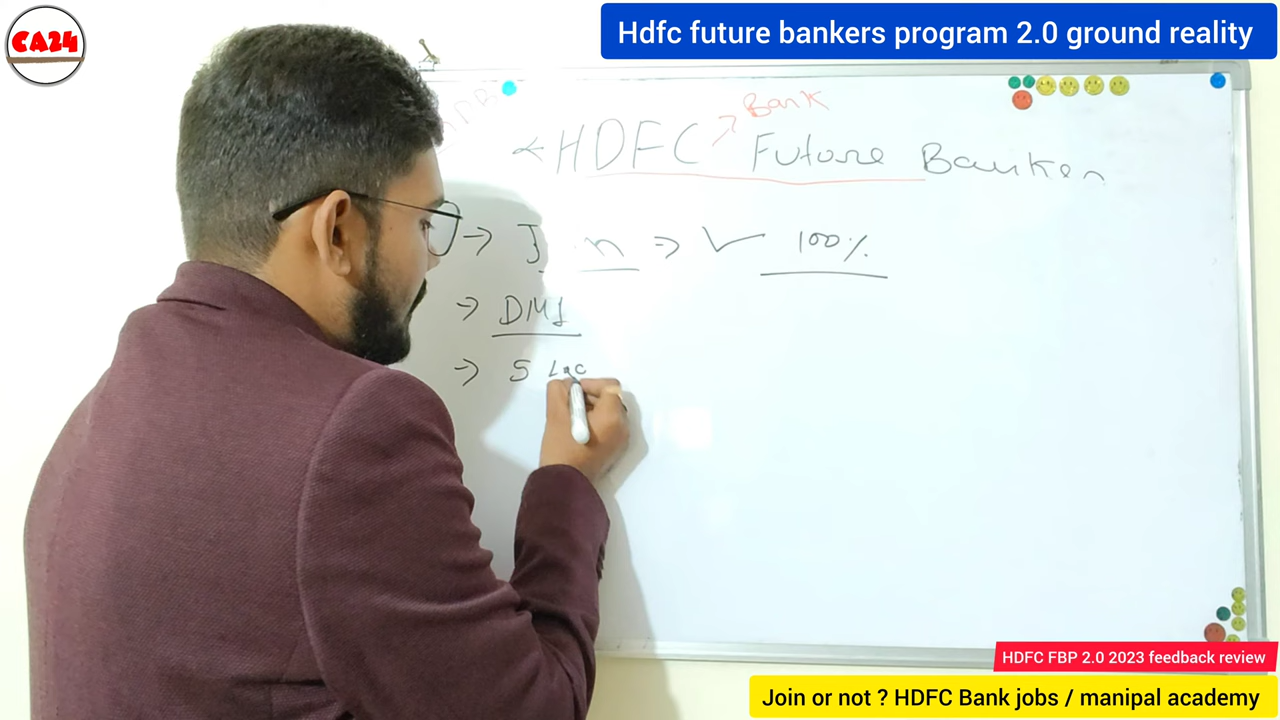 CA24
Hdfc future bankers program 2.0 ground reality
Bank
HDFC Future Banker
100%
DM1
5 Lac
HDFC FBP 2.0 2023 feedback review
Join or not ? HDFC Bank jobs / manipal academy